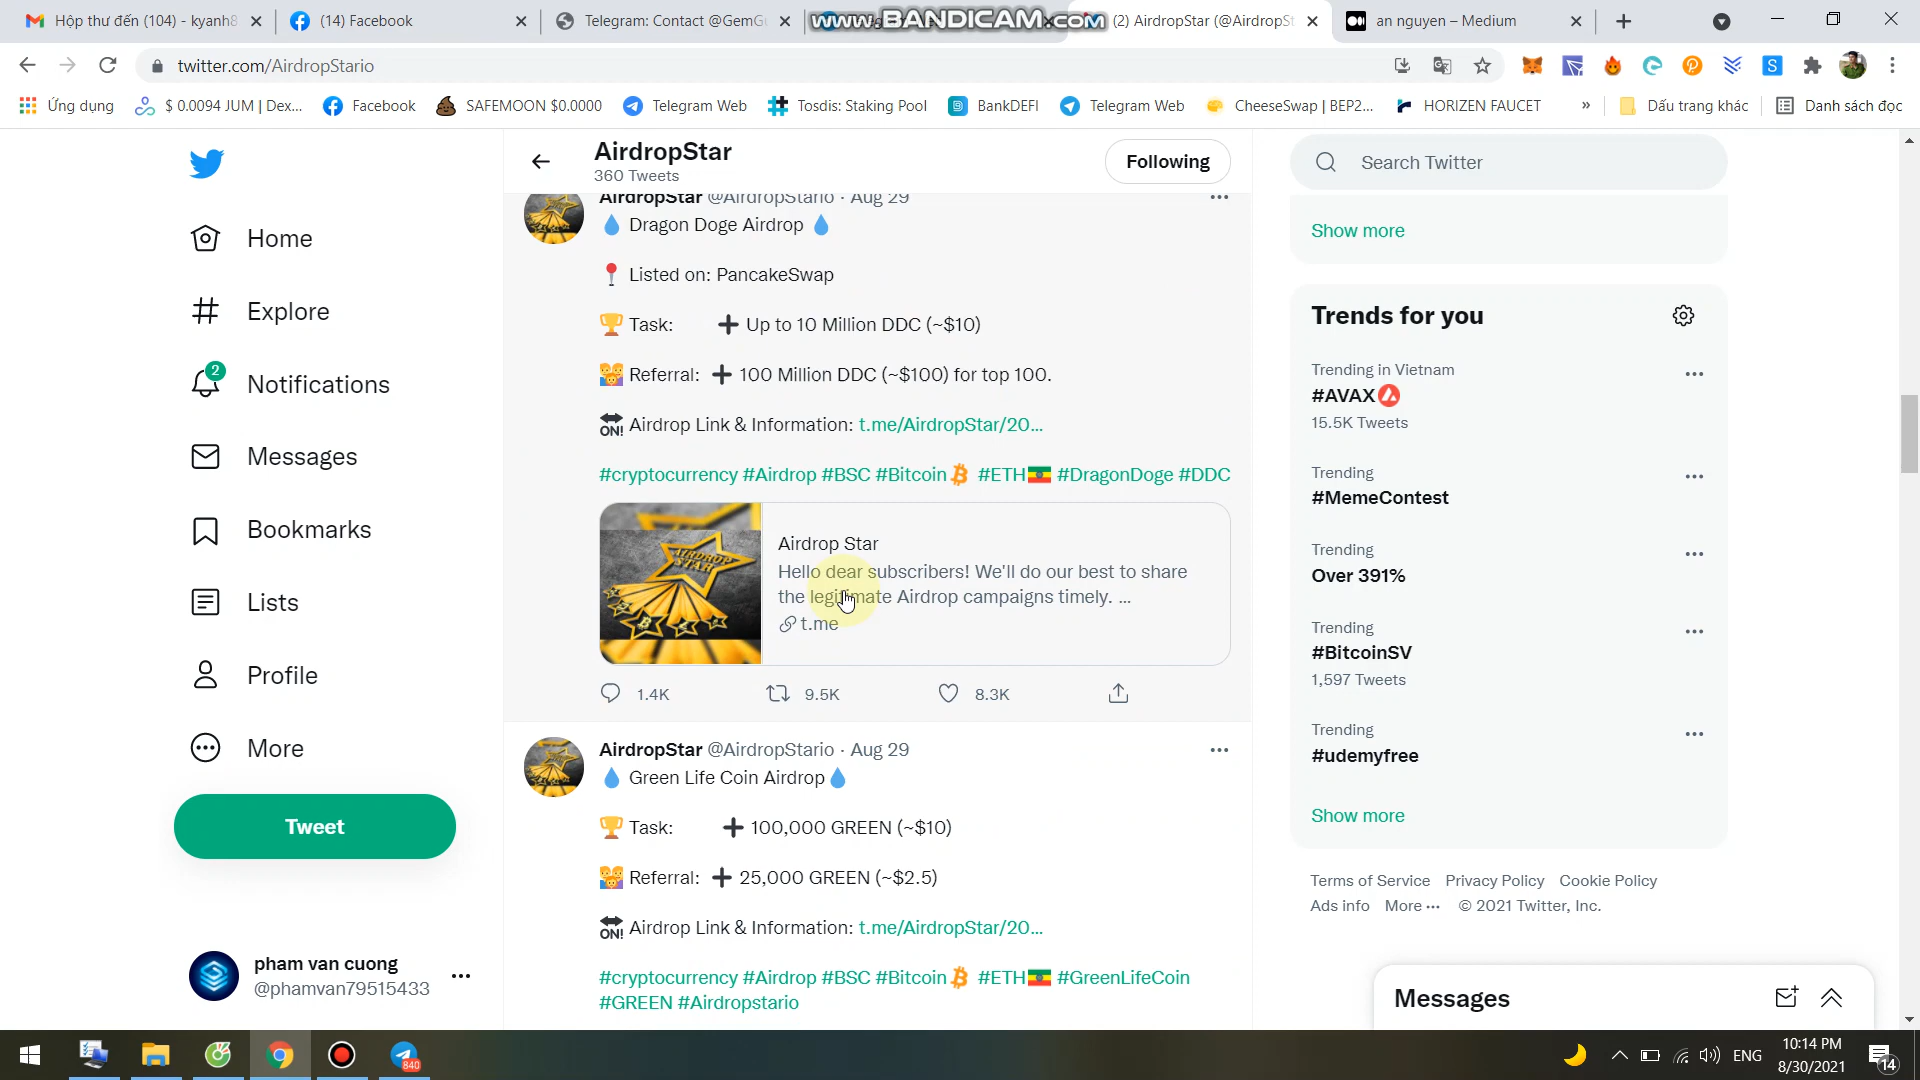 Hộp thư đến (104) - kyanh8
(14) Facebook
Telegram: Contact @GemGu
www.BANDICAM.com
(2) AirdropStar (@AirdropSt
an nguyen – Medium
twitter.com/AirdropStario
Ứng dụng
$ 0.0094 JUM | Dex...
Facebook
SAFEMOON $0.0000
Telegram Web
Tosdis: Staking Pool
BankDEFI
Telegram Web
CheeseSwap | BEP2...
HORIZEN FAUCET
»
Dấu trang khác
Danh sách đọc
Home
Explore
2
Notifications
Messages
Bookmarks
Lists
Profile
More
Tweet
pham van cuong
@phamvan79515433
AirdropStar
360 Tweets
Following
AirdropStar @AirdropStario · Aug 29
Dragon Doge Airdrop
Listed on: PancakeSwap
Task: ➕ Up to 10 Million DDC (~$10)
Referral: ➕ 100 Million DDC (~$100) for top 100.
ON! Airdrop Link & Information: t.me/AirdropStar/20...
#cryptocurrency #Airdrop #BSC #Bitcoin #ETH #DragonDoge #DDC
AIRDROP STAR
Airdrop Star
Hello dear subscribers! We'll do our best to share
the legitimate Airdrop campaigns timely. ...
t.me
1.4K
9.5K
8.3K
AirdropStar @AirdropStario · Aug 29
Green Life Coin Airdrop
Task: ➕ 100,000 GREEN (~$10)
Referral: ➕ 25,000 GREEN (~$2.5)
ON! Airdrop Link & Information: t.me/AirdropStar/20...
#cryptocurrency #Airdrop #BSC #Bitcoin #ETH #GreenLifeCoin
#GREEN #Airdropstario
Search Twitter
Show more
Trends for you
Trending in Vietnam
#AVAX
15.5K Tweets
Trending
#MemeContest
Trending
Over 391%
Trending
#BitcoinSV
1,597 Tweets
Trending
#udemyfree
Show more
Terms of Service Privacy Policy Cookie Policy
Ads info More ··· © 2021 Twitter, Inc.
Messages
840
ENG
10:14 PM
8/30/2021
14